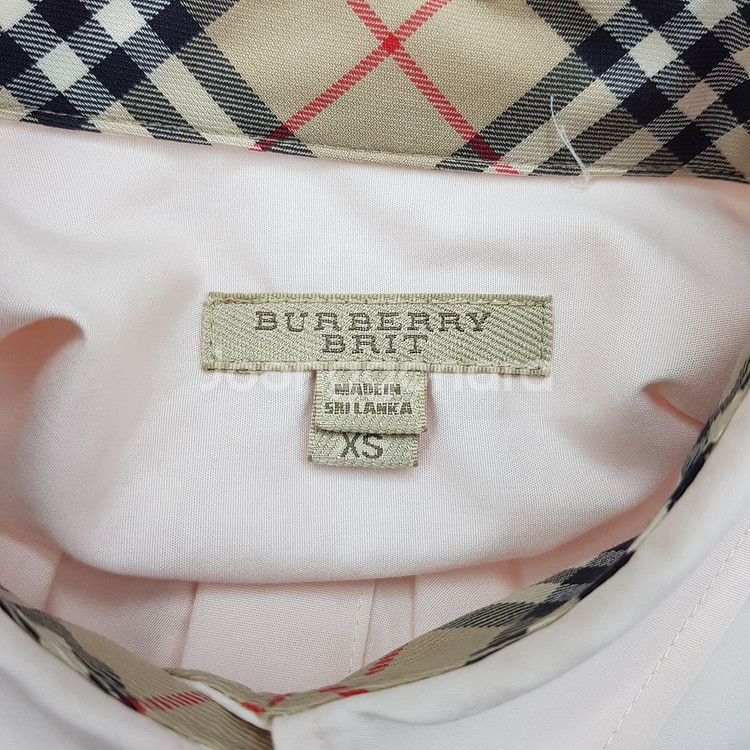 BURBERRY
BRIT
MADE IN
SRI LANKA
XS